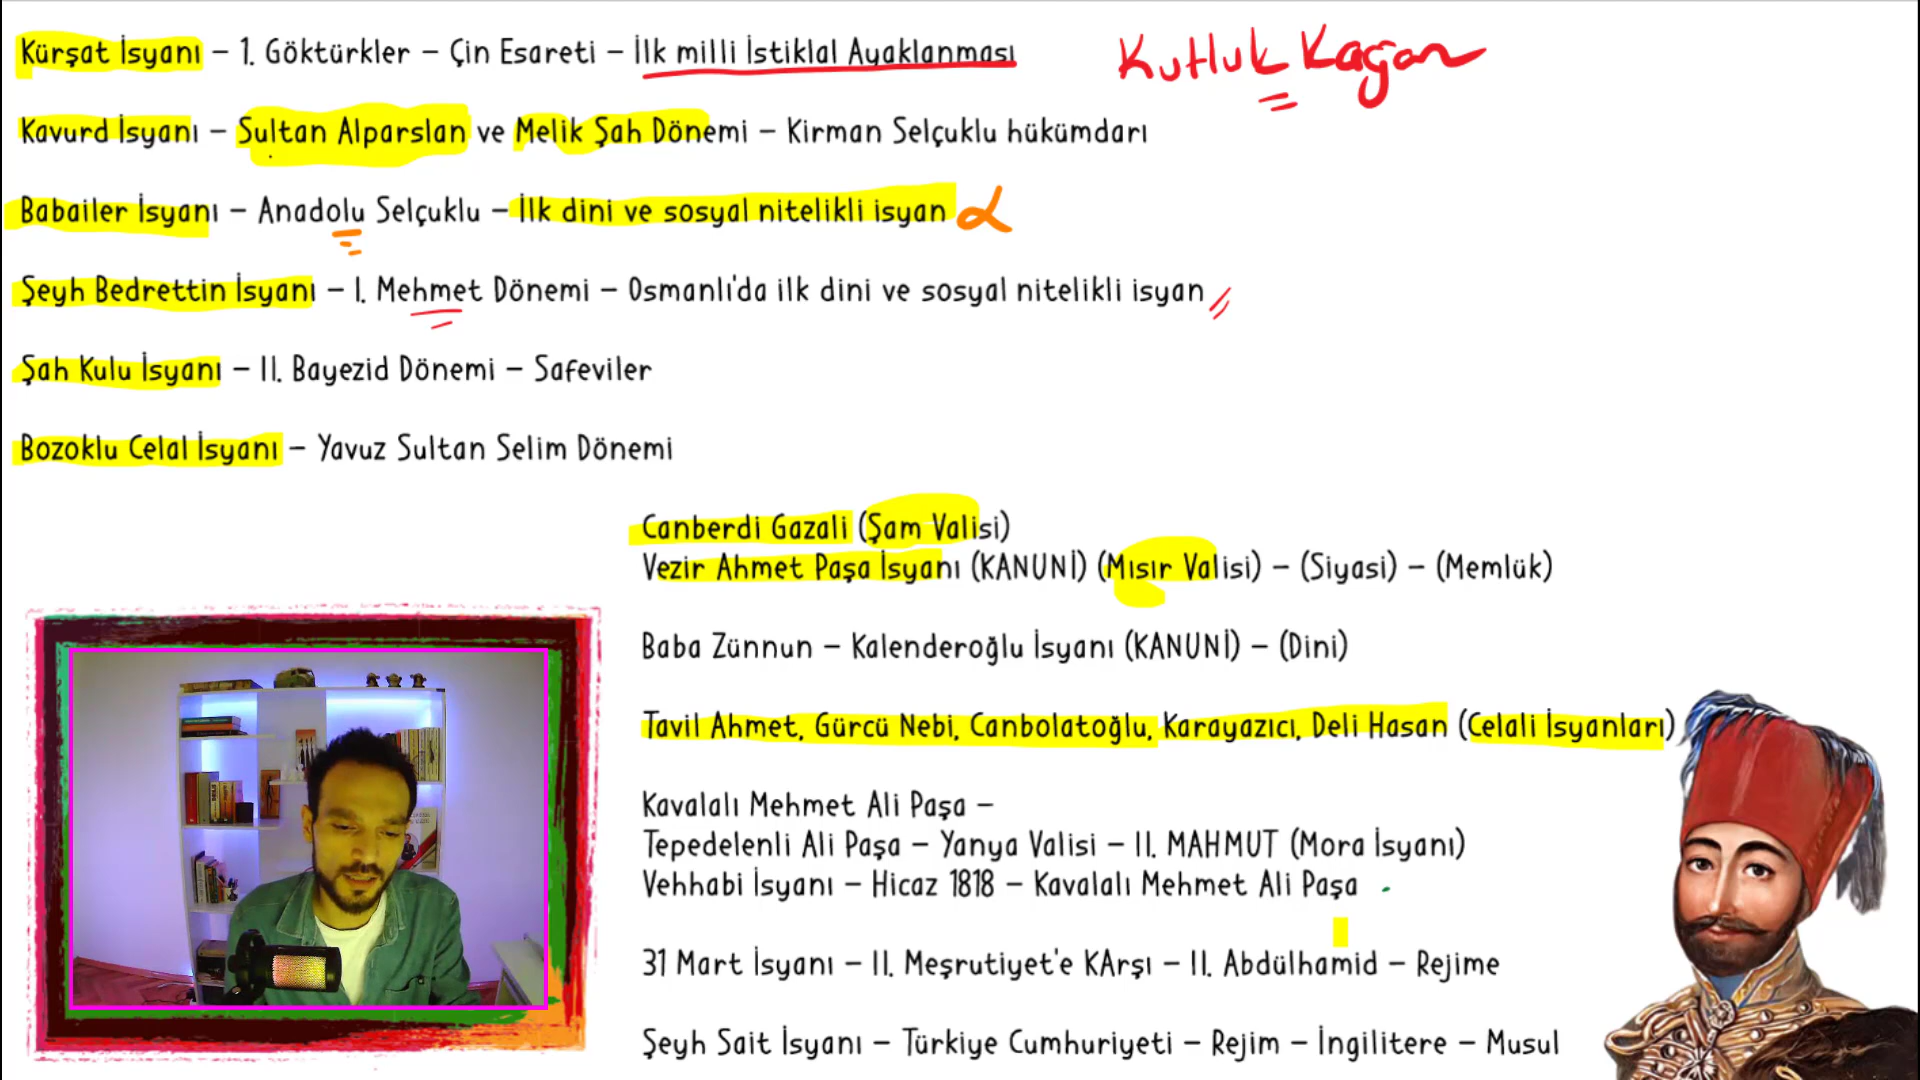 Kürşat İsyanı – 1. Göktürkler – Çin Esareti – İlk milli İstiklal Ayaklanması
Kutluk Kağan
Kavurd İsyanı – Sultan Alparslan ve Melik Şah Dönemi – Kirman Selçuklu hükümdarı
Babailer İsyanı – Anadolu Selçuklu – İlk dini ve sosyal nitelikli isyan
Şeyh Bedrettin İsyanı – I. Mehmet Dönemi – Osmanlı'da ilk dini ve sosyal nitelikli isyan
Şah Kulu İsyanı – II. Bayezid Dönemi – Safeviler
Bozoklu Celal İsyanı – Yavuz Sultan Selim Dönemi
Canberdi Gazali (Şam Valisi)
Vezir Ahmet Paşa İsyanı (KANUNİ) (Mısır Valisi) – (Siyasi) – (Memlük)
Baba Zünnun – Kalenderoğlu İsyanı (KANUNİ) – (Dini)
Tavil Ahmet, Gürcü Nebi, Canbolatoğlu, Karayazıcı, Deli Hasan (Celali İsyanları)
Kavalalı Mehmet Ali Paşa –
Tepedelenli Ali Paşa – Yanya Valisi – II. MAHMUT (Mora İsyanı)
Vehhabi İsyanı – Hicaz 1818 – Kavalalı Mehmet Ali Paşa
31 Mart İsyanı – II. Meşrutiyet'e KArşı – II. Abdülhamid – Rejime
Şeyh Sait İsyanı – Türkiye Cumhuriyeti – Rejim – İngilitere – Musul